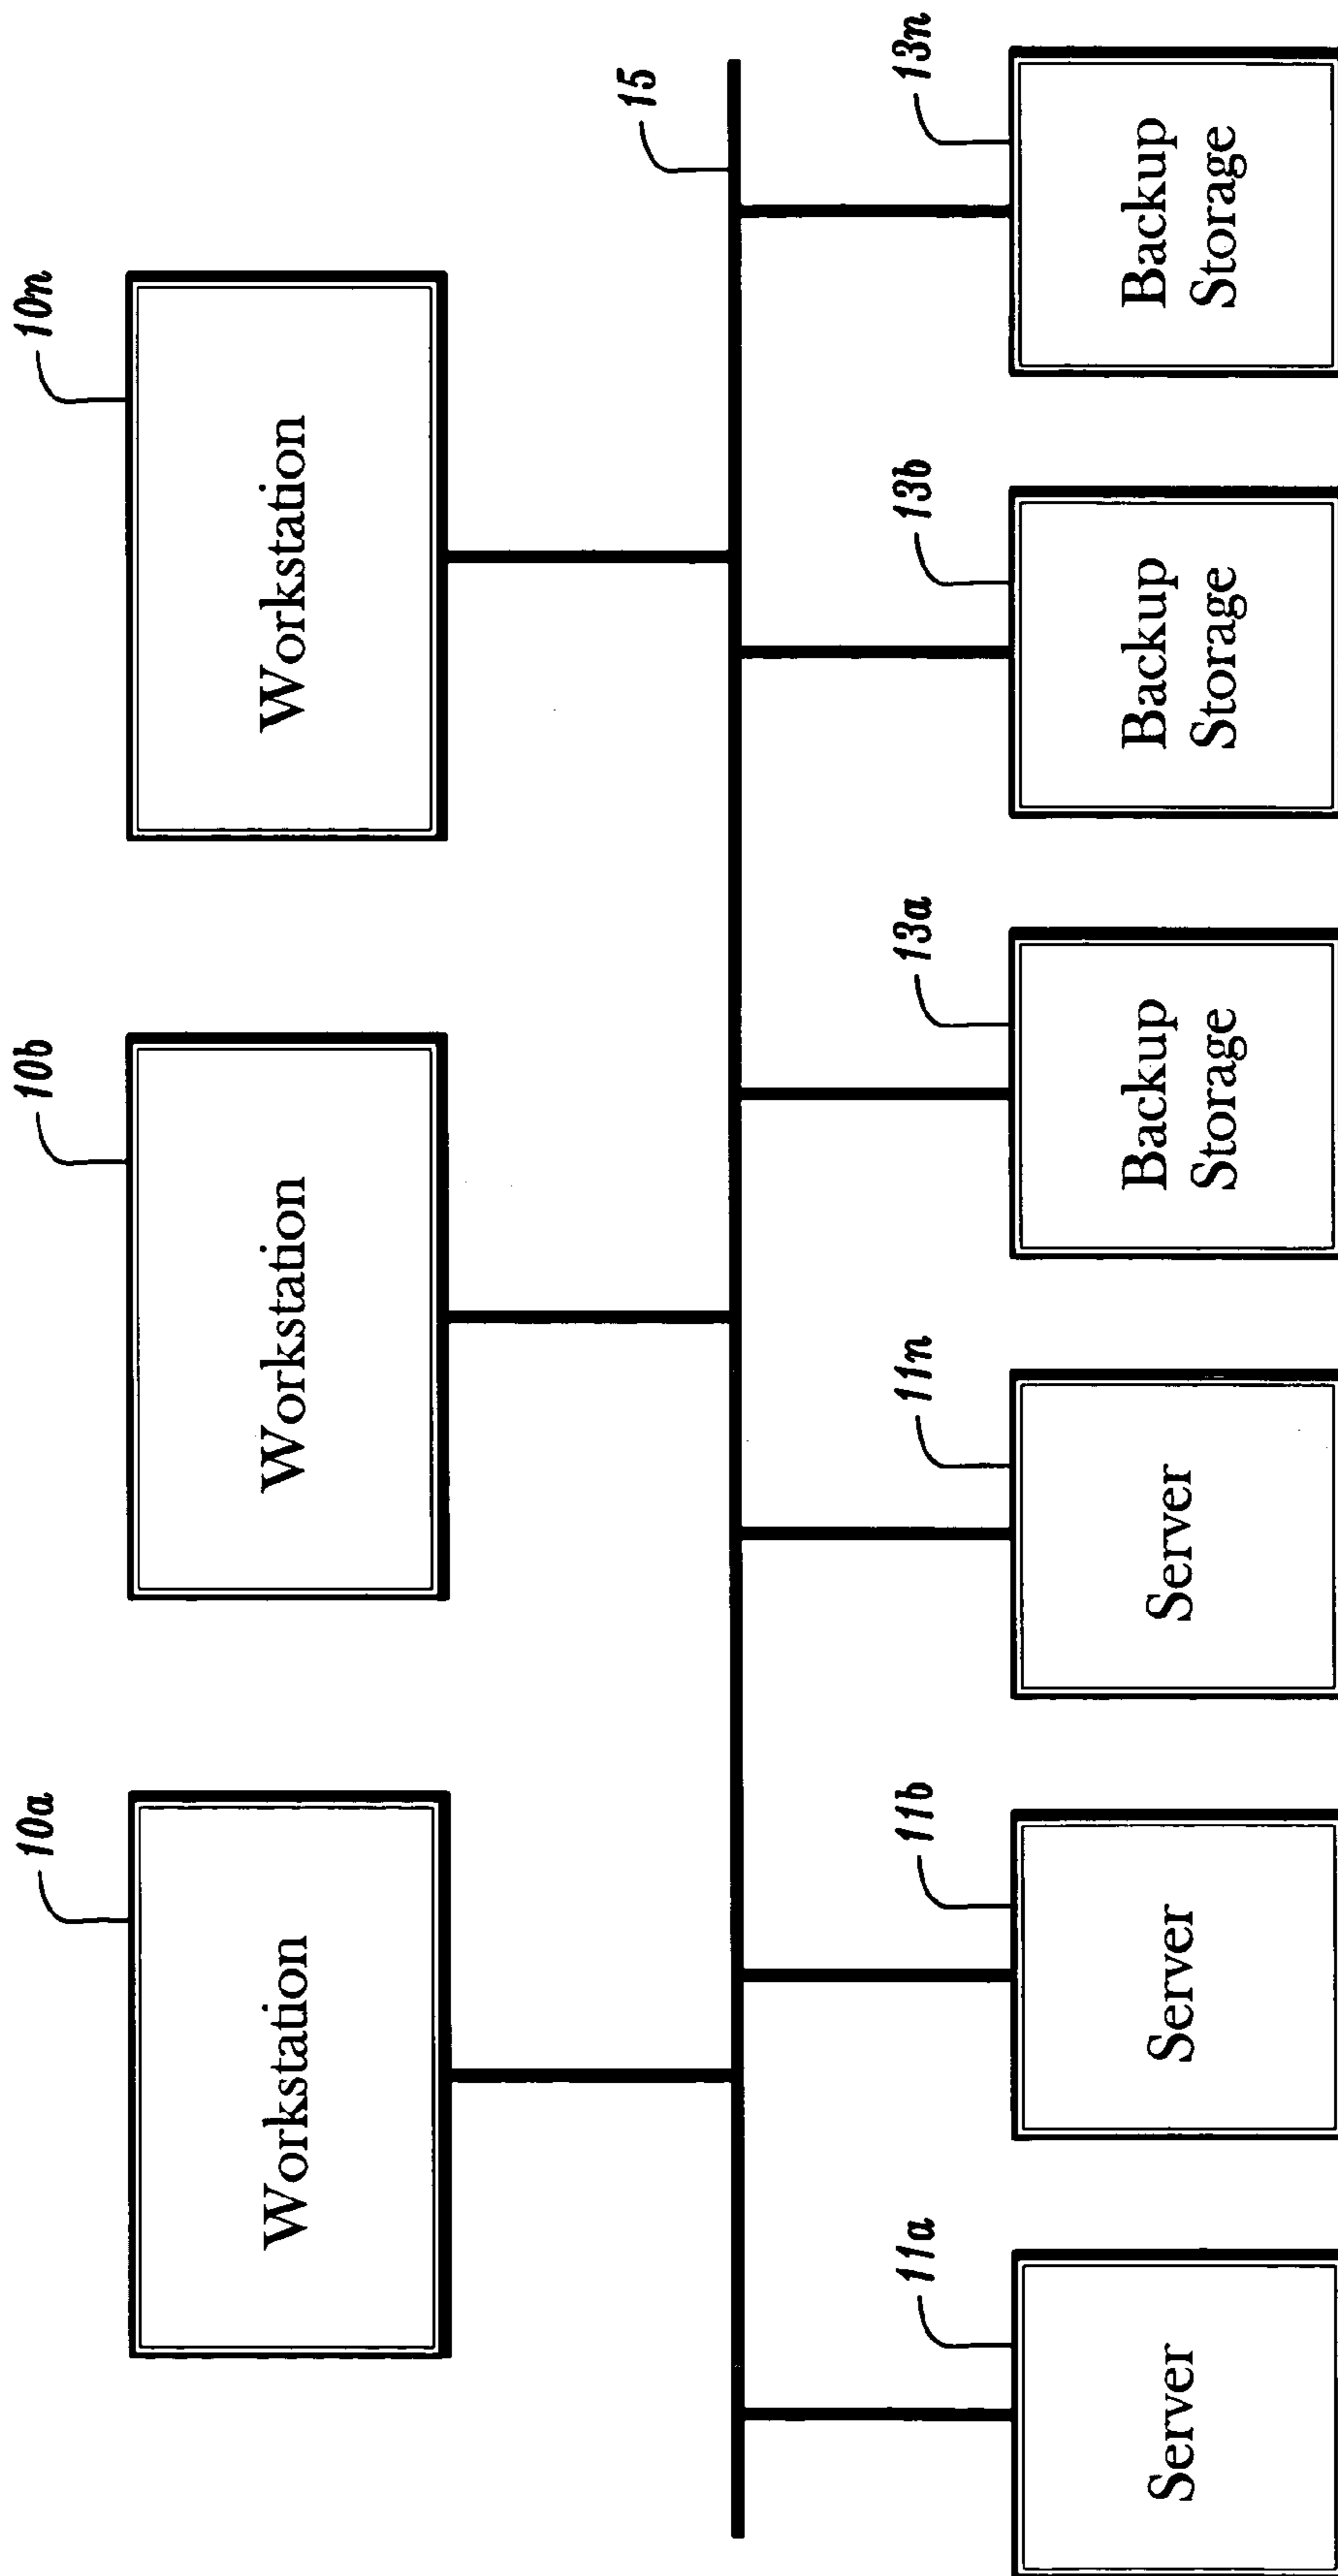 10a
10b
10n
Workstation
Workstation
Workstation
15
11a
11b
11n
13a
13b
13n
Server
Server
Server
Backup
Storage
Backup
Storage
Backup
Storage